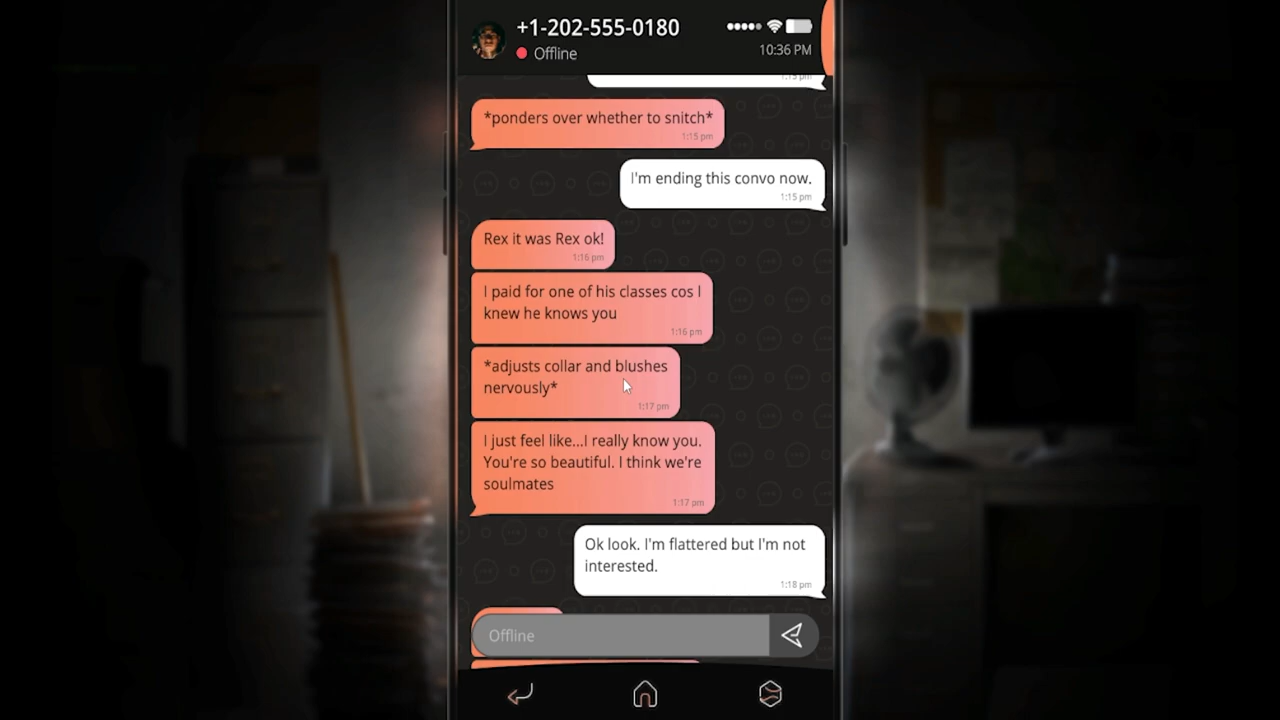 +1-202-555-0180
Offline
10:36 PM
1:15 pm
*ponders over whether to snitch*
1:15 pm
I'm ending this convo now.
1:15 pm
Rex it was Rex ok!
1:16 pm
I paid for one of his classes cos I
knew he knows you
1:16 pm
*adjusts collar and blushes
nervously*
1:17 pm
I just feel like...I really know you.
You're so beautiful. I think we're
soulmates
1:17 pm
Ok look. I'm flattered but I'm not
interested.
1:18 pm
Offline